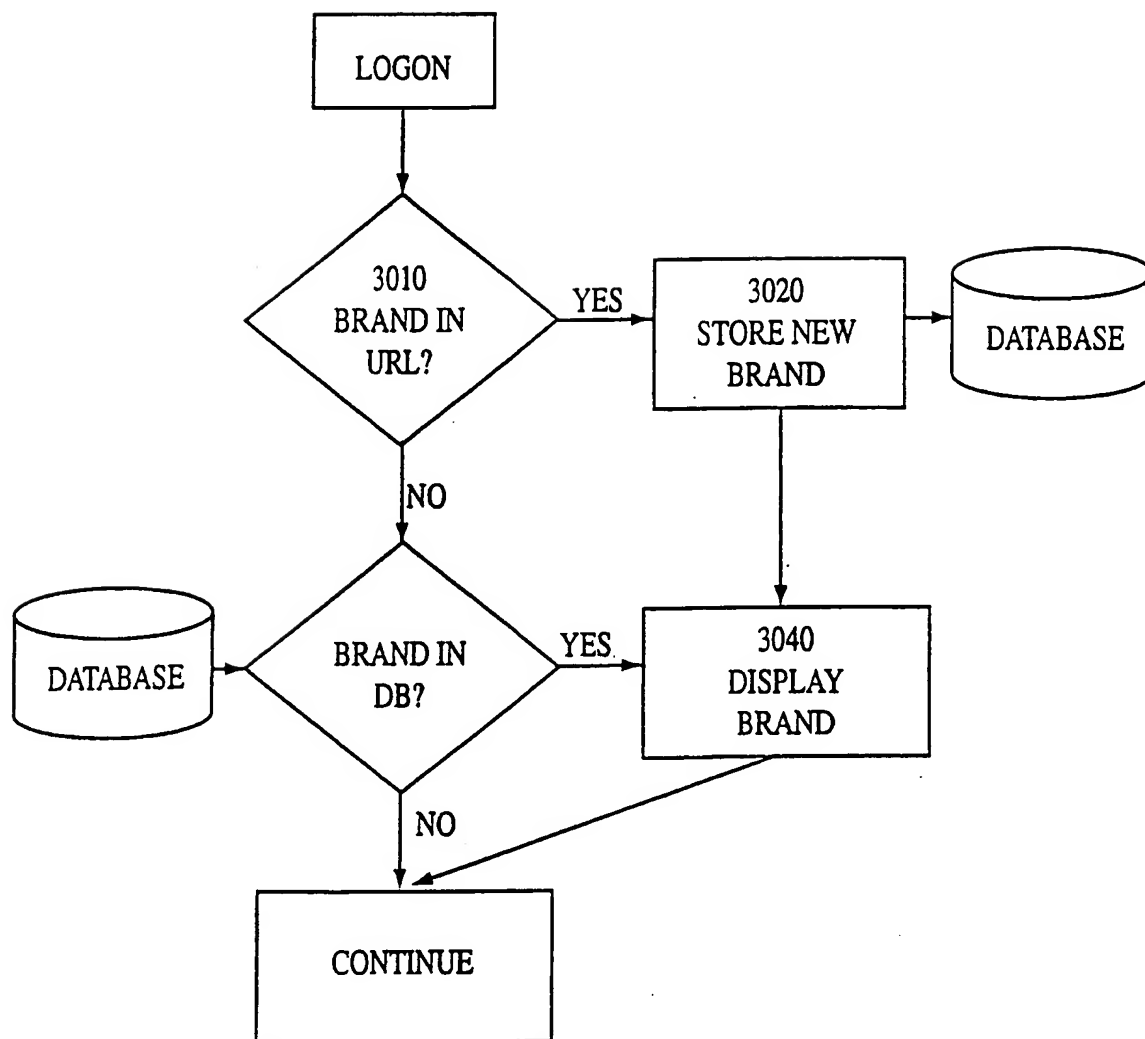 LOGON
3010
BRAND IN
URL?
YES
3020
STORE NEW
BRAND
DATABASE
NO
DATABASE
BRAND IN
DB?
YES
3040
DISPLAY
BRAND
NO
CONTINUE